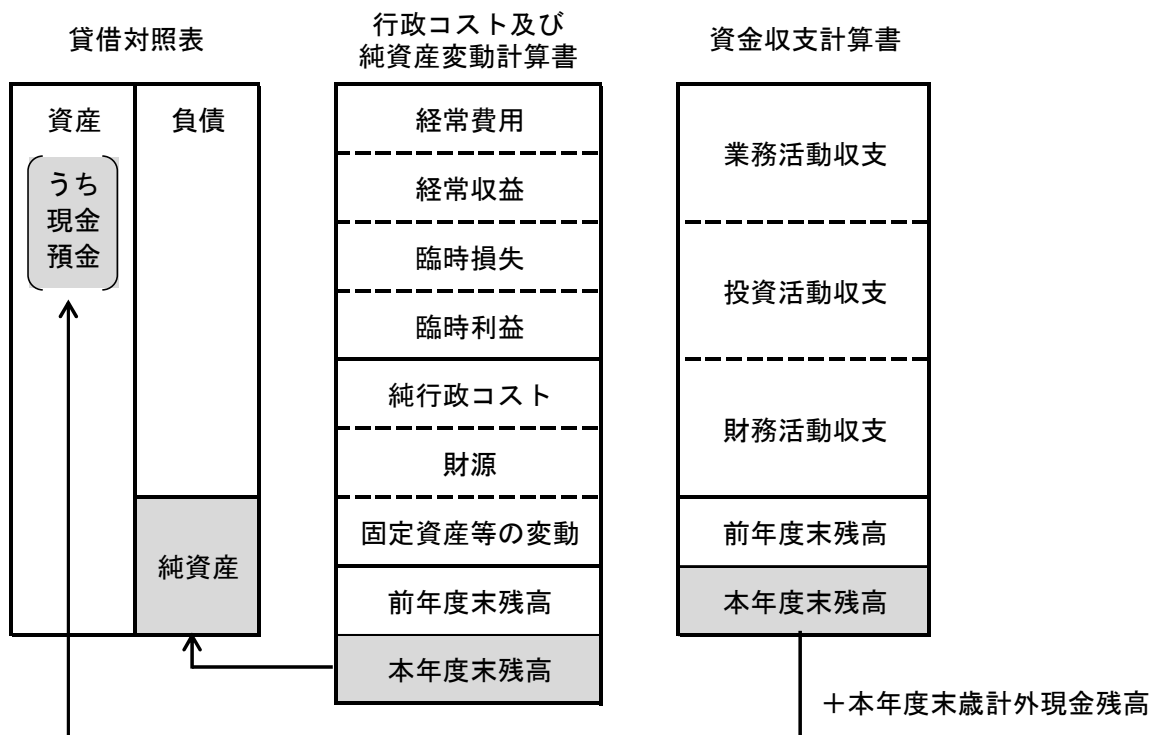 貸借対照表
資産
うち
現金
預金
負債
純資産
行政コスト及び
純資産変動計算書
経常費用
経常収益
臨時損失
臨時利益
純行政コスト
財源
固定資産等の変動
前年度末残高
本年度末残高
資金収支計算書
業務活動収支
投資活動収支
財務活動収支
前年度末残高
本年度末残高
＋本年度末歳計外現金残高